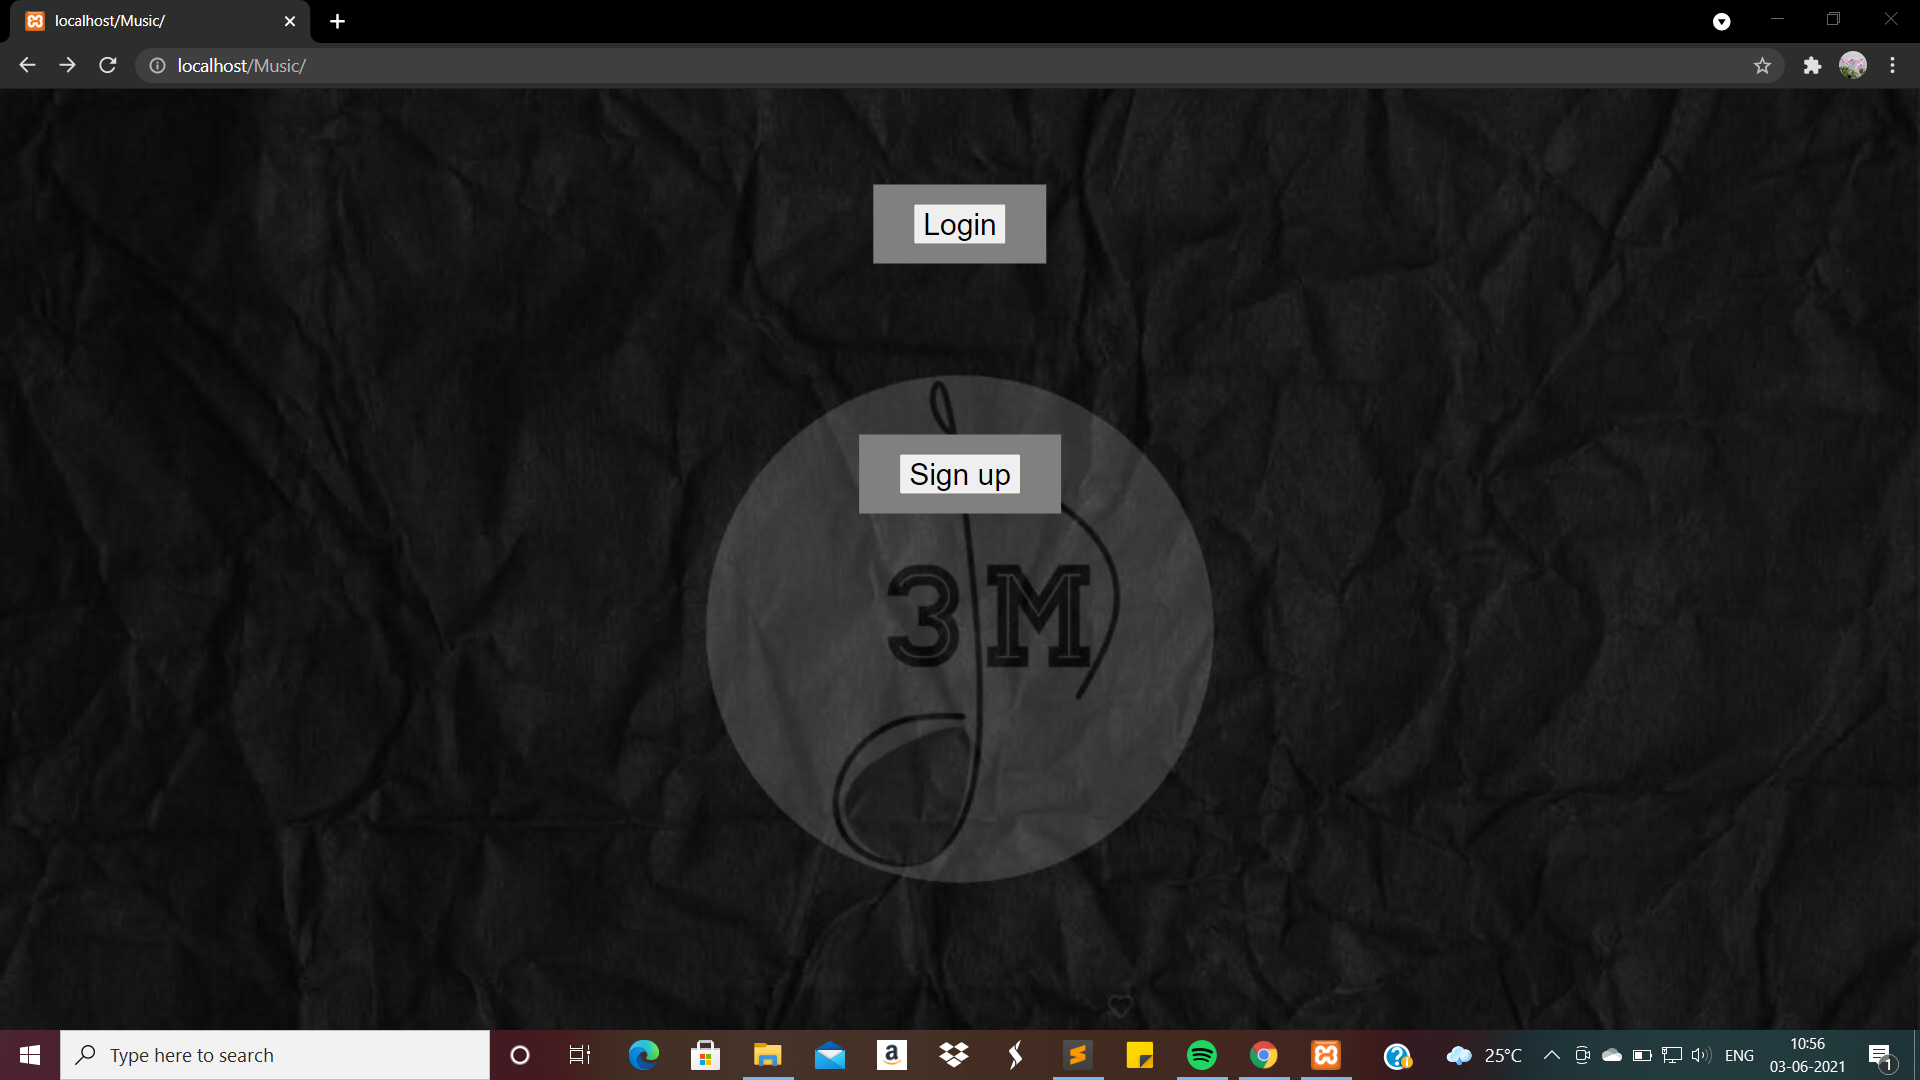 localhost/Music/
localhost/Music/
Login
Sign up
3M
Type here to search
25°C
ENG
10:56
03-06-2021
1